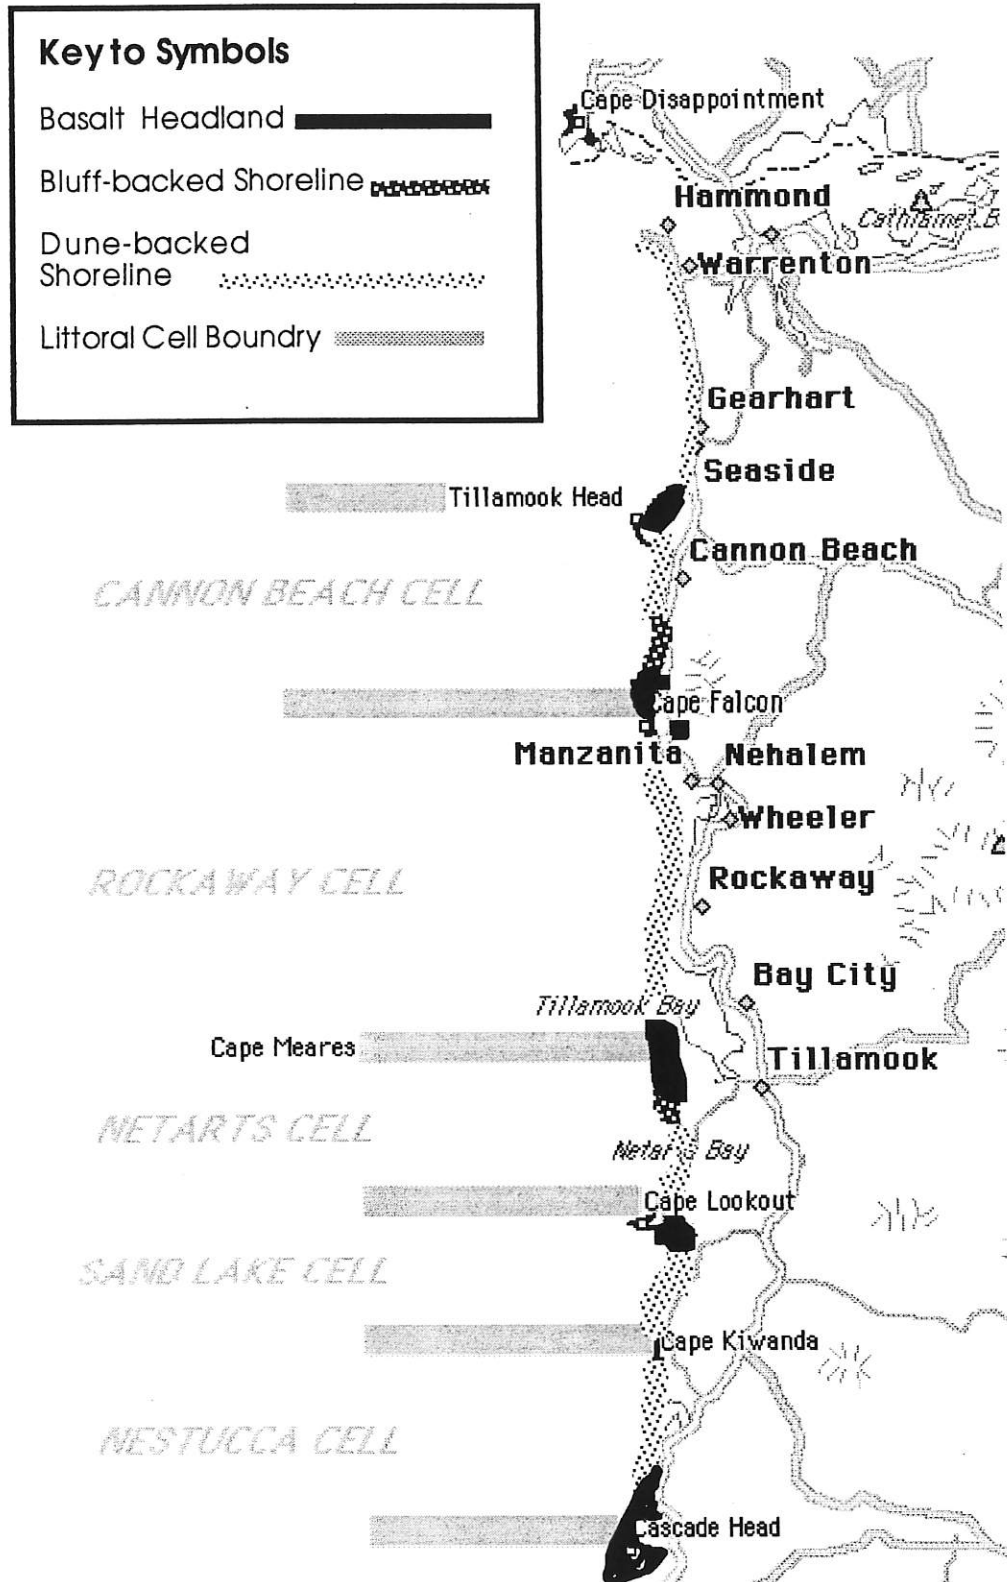 Key to Symbols
Basalt Headland
Bluff-backed Shoreline
Dune-backed
Shoreline
Littoral Cell Boundry
Cape Disappointment
Hammond
Warrenton
Gearhart
Seaside
Tillamook Head
Cannon Beach
CANNON BEACH CELL
Cape Falcon
Manzanita
Nehalem
Wheeler
Rockaway
ROCKAWAY CELL
Bay City
Tillamook Bay
Cape Meares
Tillamook
NETARTS CELL
Netarts Bay
Cape Lookout
SAND LAKE CELL
Cape Kiwanda
NESTUCCA CELL
Cascade Head